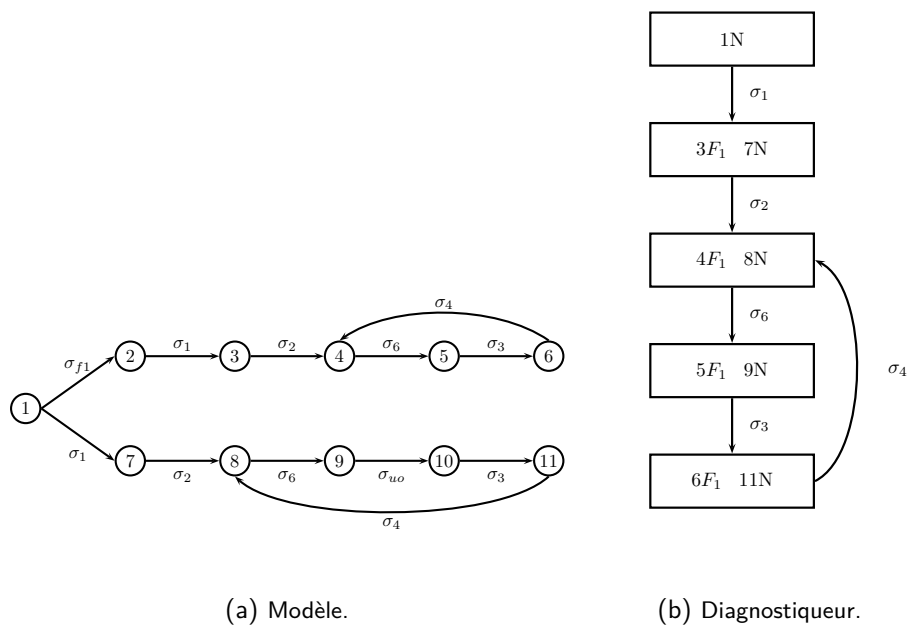 1N
σ1
3F1 7N
σ2
4F1 8N
σ6
5F1 9N
σ3
6F1 11N
σ4
σ4
σf1
2
σ1
3
σ2
4
σ6
5
σ3
6
1
σ1
7
σ2
8
σ6
9
σuo
10
σ3
11
σ4
(a) Modèle.
(b) Diagnostiqueur.